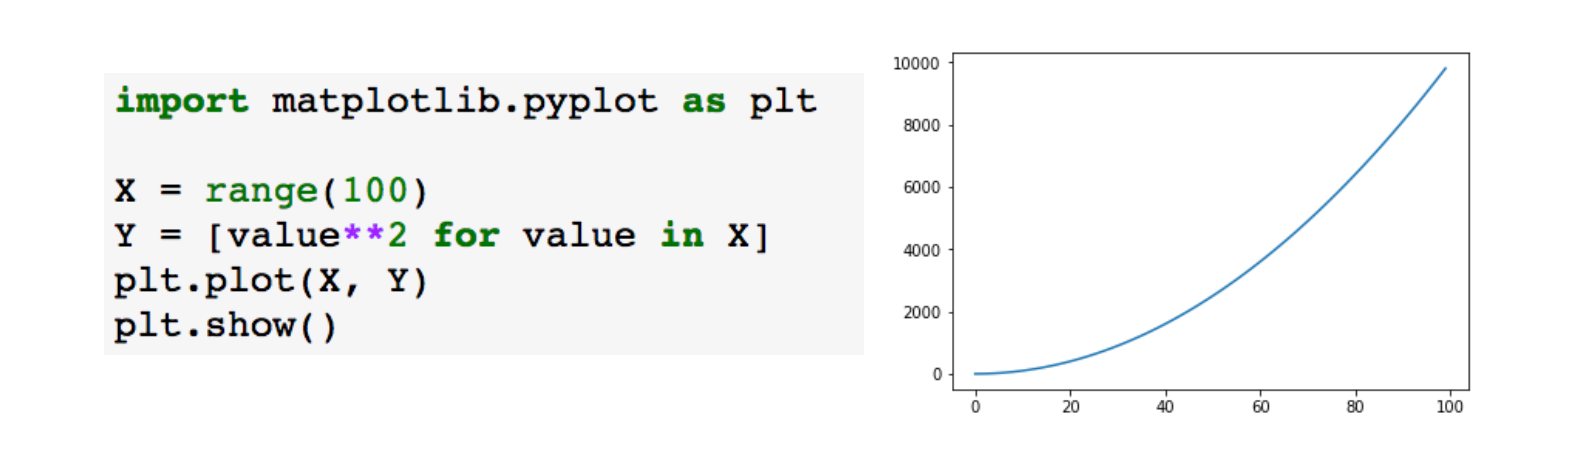 import matplotlib.pyplot as plt
X = range(100)
Y = [value**2 for value in X]
plt.plot(X, Y)
plt.show()
10000
8000
6000
4000
2000
0
0 20 40 60 80 100